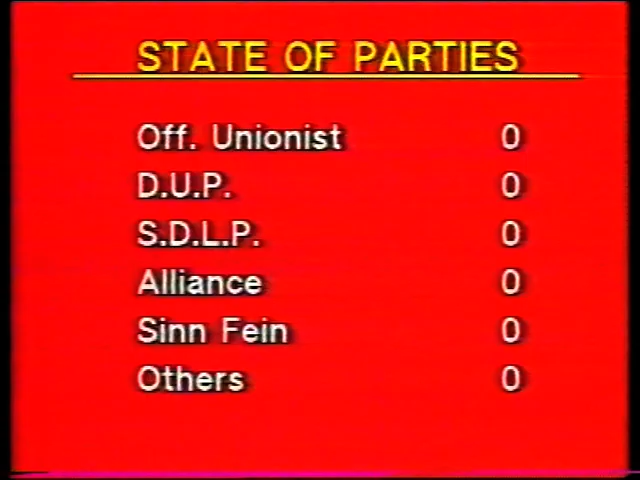 STATE OF PARTIES
Off. Unionist 0
D.U.P. 0
S.D.L.P. 0
Alliance 0
Sinn Fein 0
Others 0